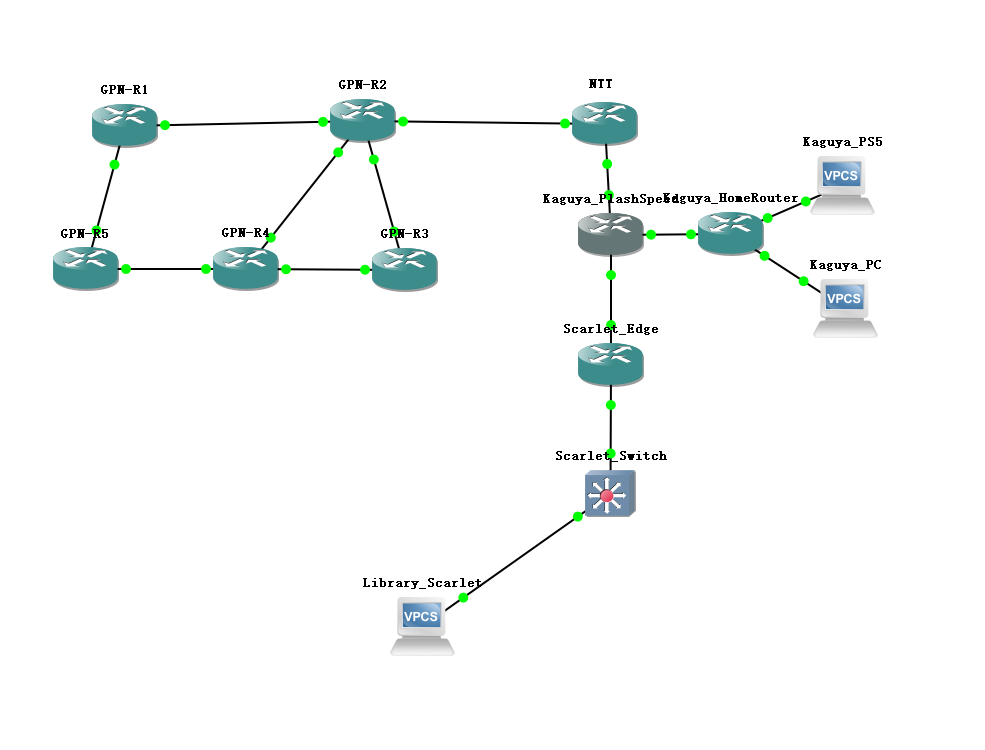 GPN-R1
GPN-R2
NTT
Kaguya_PS5
VPCS
Kaguya_PlashSpeed
Kaguya_HomeRouter
GPN-R5
GPN-R4
GPN-R3
Kaguya_PC
VPCS
Scarlet_Edge
Scarlet_Switch
Library_Scarlet
VPCS